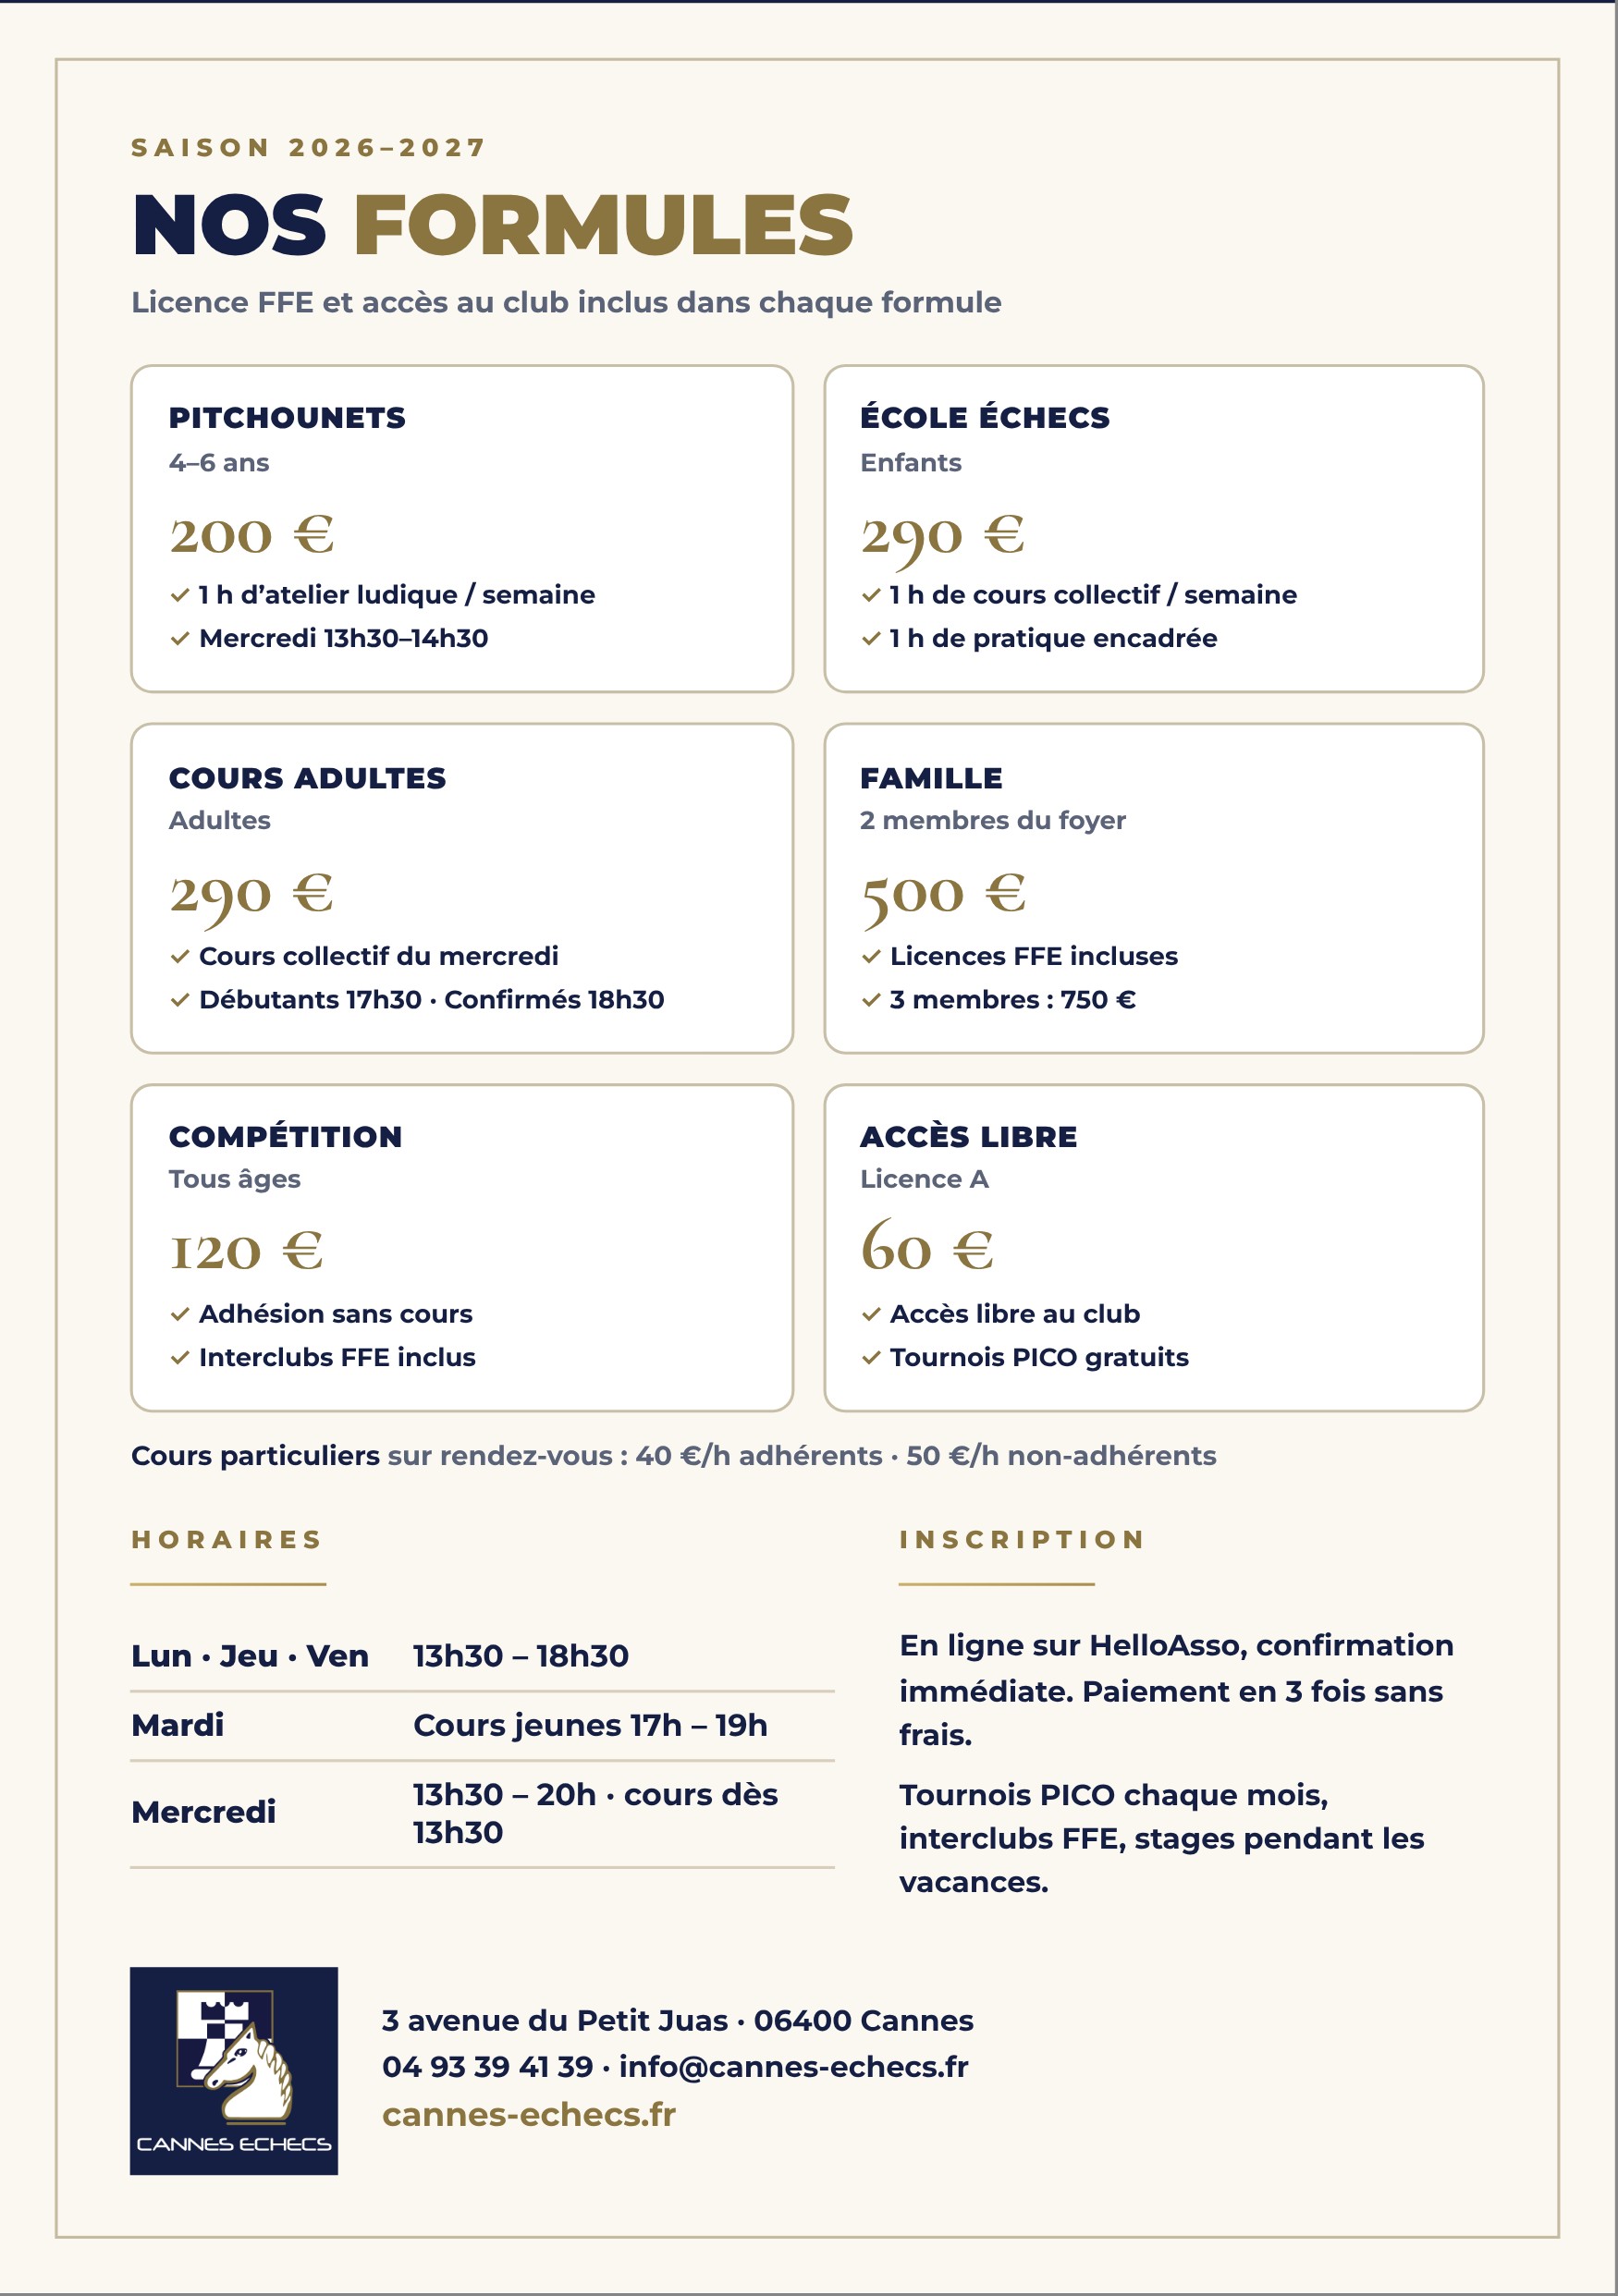 SAISON 2026–2027
NOS FORMULES
Licence FFE et accès au club inclus dans chaque formule
PITCHOUNETS
4–6 ans
200 €
✓ 1 h d’atelier ludique / semaine
✓ Mercredi 13h30–14h30
ÉCOLE ÉCHECS
Enfants
290 €
✓ 1 h de cours collectif / semaine
✓ 1 h de pratique encadrée
COURS ADULTES
Adultes
290 €
✓ Cours collectif du mercredi
✓ Débutants 17h30 · Confirmés 18h30
FAMILLE
2 membres du foyer
500 €
✓ Licences FFE incluses
✓ 3 membres : 750 €
COMPÉTITION
Tous âges
120 €
✓ Adhésion sans cours
✓ Interclubs FFE inclus
ACCÈS LIBRE
Licence A
60 €
✓ Accès libre au club
✓ Tournois PICO gratuits
Cours particuliers sur rendez-vous : 40 €/h adhérents · 50 €/h non-adhérents
HORAIRES
Lun · Jeu · Ven 13h30 – 18h30
Mardi Cours jeunes 17h – 19h
Mercredi 13h30 – 20h · cours dès
13h30
INSCRIPTION
En ligne sur HelloAsso, confirmation
immédiate. Paiement en 3 fois sans
frais.
Tournois PICO chaque mois,
interclubs FFE, stages pendant les
vacances.
CANNES ECHECS
3 avenue du Petit Juas · 06400 Cannes
04 93 39 41 39 · info@cannes-echecs.fr
cannes-echecs.fr